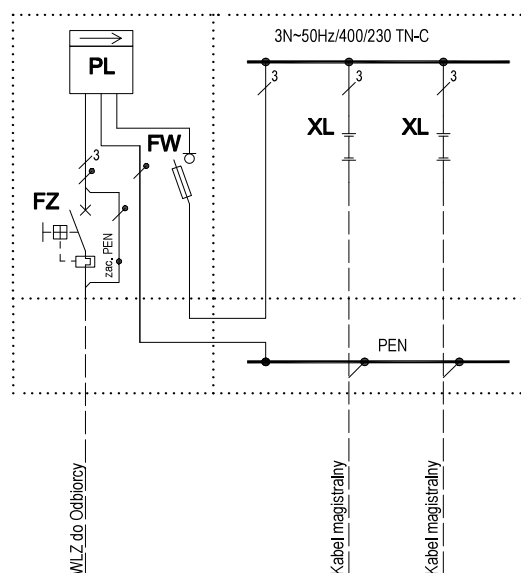 3N~50Hz/400/230 TN-C
PL
3
3
3
FW
XL
XL
3
FZ
zac. PEN
PEN
WLZ do Odbiorcy
Kabel magistralny
Kabel magistralny